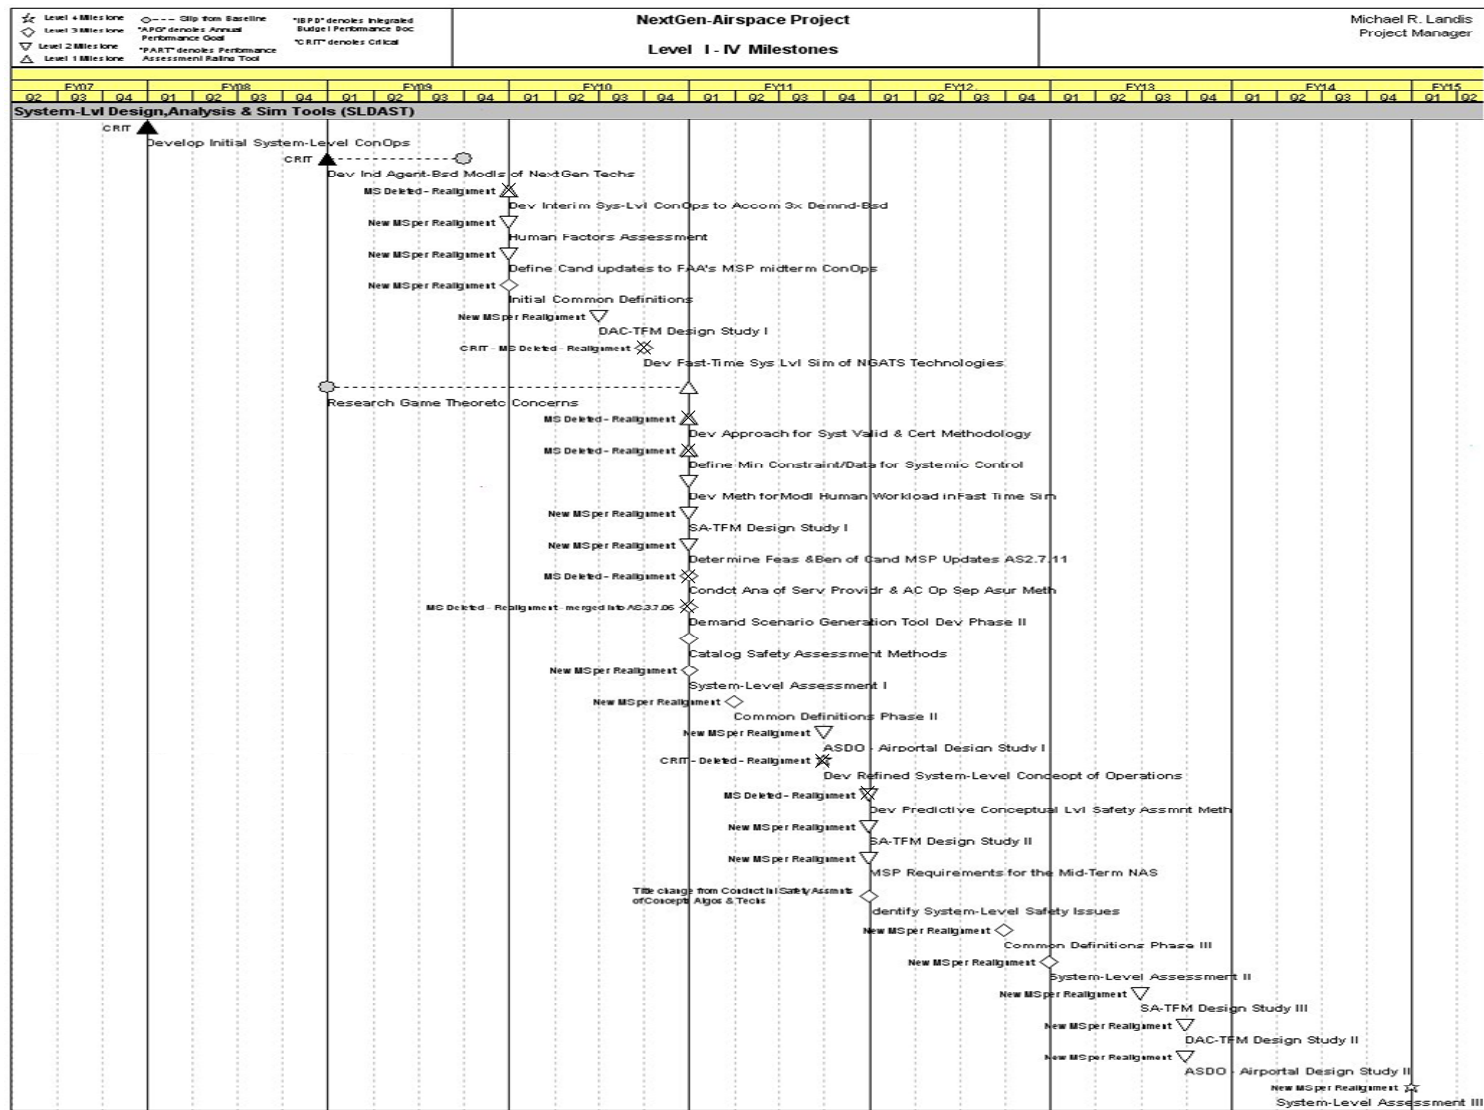 Level 4 Milestone
Level 3 Milestone
Level 2 Milestone
Level 1 Milestone
Slip from Baseline
"APG" denotes Annual
Performance Goal
"PART" denotes Performance
Assessment Rating Tool
"IBPD" denotes Integrated
Budget Performance Doc
"CRIT" denotes Critical
NextGen-Airspace Project
Level I - IV Milestones
Michael R. Landis
Project Manager
FY07 FY08 FY09 FY10 FY11 FY12 FY13 FY14 FY15
Q2 Q3 Q4 Q1 Q2 Q3 Q4 Q1 Q2 Q3 Q4 Q1 Q2 Q3 Q4 Q1 Q2 Q3 Q4 Q1 Q2 Q3 Q4 Q1 Q2 Q3 Q4 Q1 Q2 Q3 Q4 Q1 Q2
System-Lvl Design,Analysis & Sim Tools (SLDAST)
CRIT
Develop Initial System-Level ConOps
CRIT
Dev Ind Agent-Bsd Modls of NextGen Techs
MS Deleted - Realignment
Dev Interim Sys-Lvl ConOps to Accom 3x Demnd-Bsd
New MS per Realignment
Human Factors Assessment
New MS per Realignment
Define Cand updates to FAA's MSP midterm ConOps
New MS per Realignment
Initial Common Definitions
New MS per Realignment
DAC-TFM Design Study I
CRIT - MS Deleted - Realignment
Dev Fast-Time Sys Lvl Sim of NGATS Technologies
Research Game Theoretc Concerns
MS Deleted - Realignment
Dev Approach for Syst Valid & Cert Methodology
MS Deleted - Realignment
Define Min Constraint/Data for Systemic Control
Dev Meth forModl Human Workload inFast Time Sim
New MS per Realignment
SA-TFM Design Study I
New MS per Realignment
Determine Feas &Ben of Cand MSP Updates AS2.7.11
MS Deleted - Realignment
Condct Ana of Serv Providr & AC Op Sep Asur Meth
MS Deleted - Realignment - merged into AS.3.7.06
Demand Scenario Generation Tool Dev Phase II
Catalog Safety Assessment Methods
New MS per Realignment
System-Level Assessment I
New MS per Realignment
Common Definitions Phase II
New MS per Realignment
ASDO - Airportal Design Study I
CRIT - Deleted - Realignment
Dev Refined System-Level Conceopt of Operations
MS Deleted - Realignment
Dev Predictive Conceptual Lvl Safety Assmnt Meth
New MS per Realignment
SA-TFM Design Study II
New MS per Realignment
MSP Requirements for the Mid-Term NAS
Title change from Conduct Inl Safety Assmnts
of Concepts Algos & Techs
Identify System-Level Safety Issues
New MS per Realignment
Common Definitions Phase III
New MS per Realignment
System-Level Assessment II
New MS per Realignment
SA-TFM Design Study III
New MS per Realignment
DAC-TFM Design Study II
New MS per Realignment
ASDO - Airportal Design Study II
New MS per Realignment
System-Level Assessment III